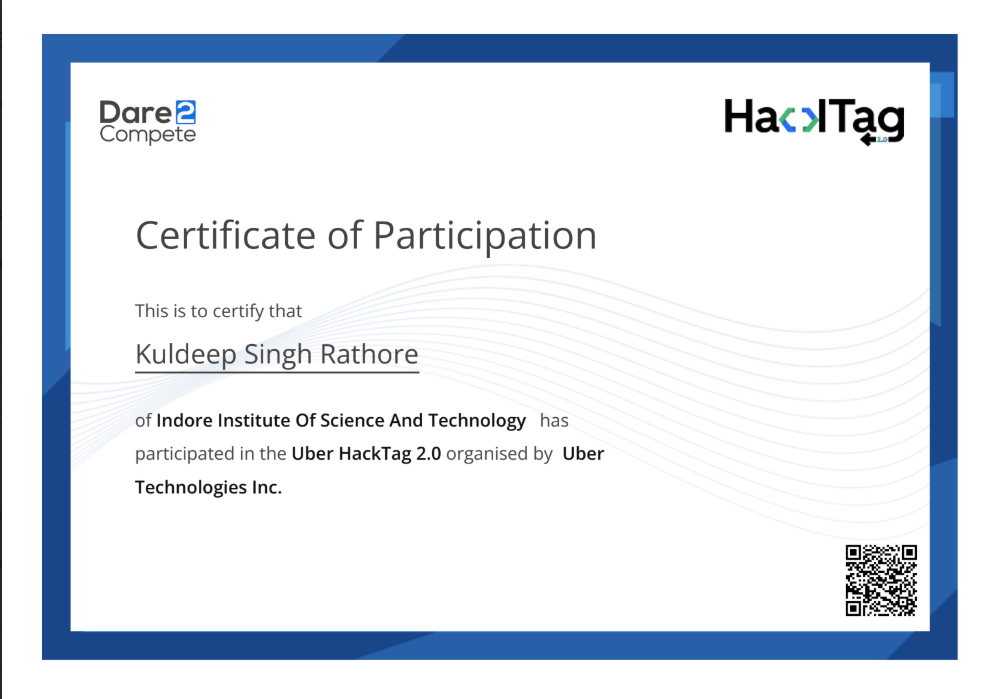 Dare2
Compete
HackTag
2.0
Certificate of Participation
This is to certify that
Kuldeep Singh Rathore
of Indore Institute Of Science And Technology has
participated in the Uber HackTag 2.0 organised by Uber
Technologies Inc.